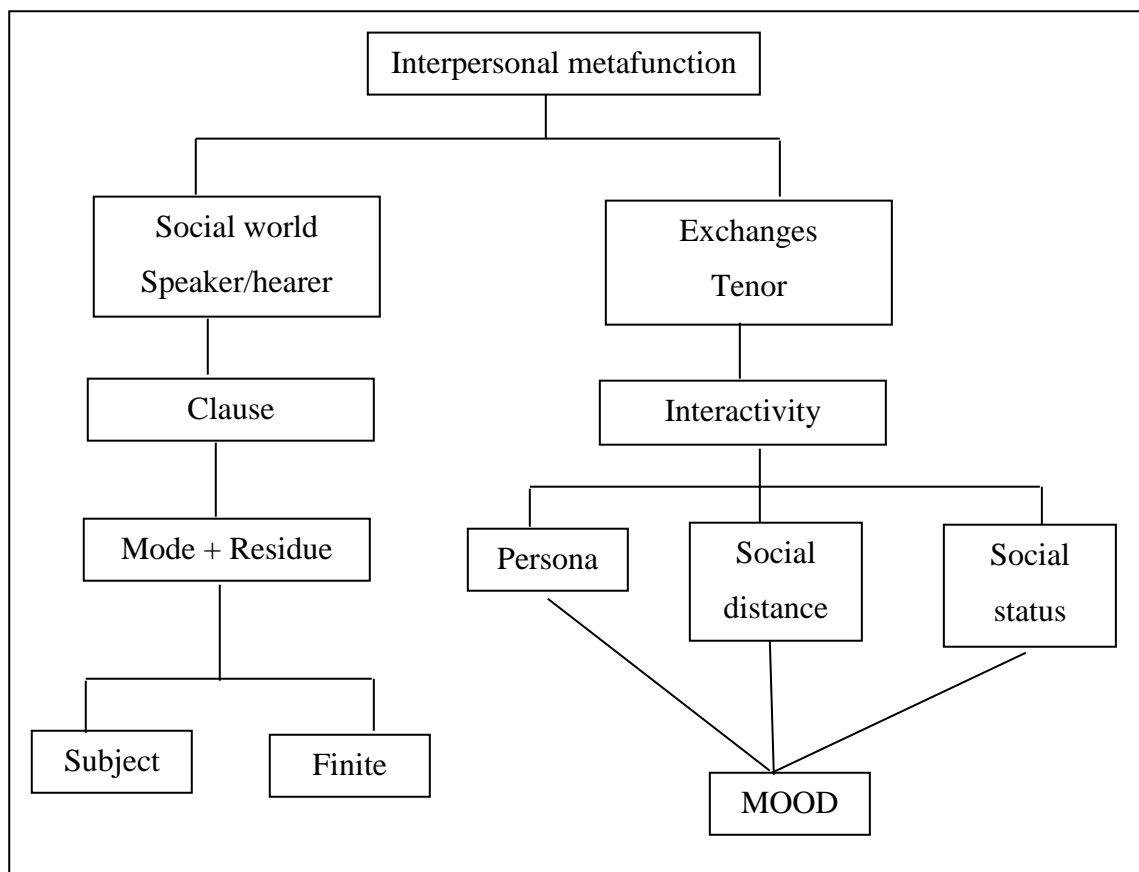 Interpersonal metafunction
Social world
Speaker/hearer
Exchanges
Tenor
Clause
Interactivity
Mode + Residue
Persona
Social
distance
Social
status
Subject
Finite
MOOD